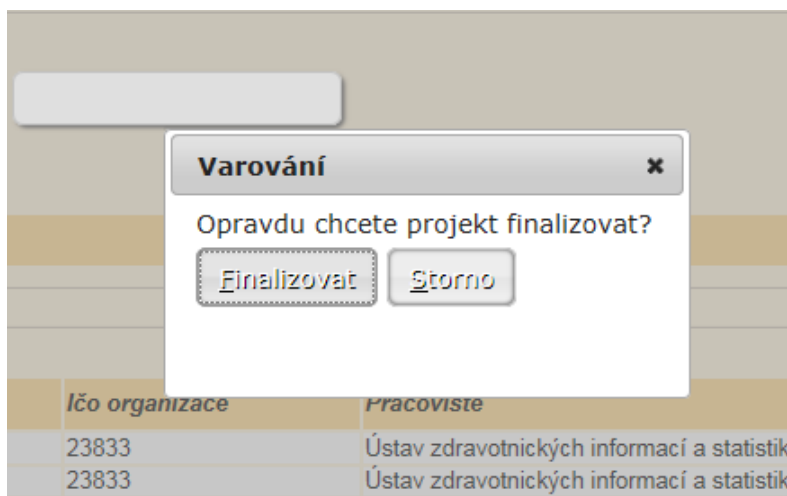 Varování
Opravdu chcete projekt finalizovat?
Finalizovat Storno
Ičo organizace Pracoviště
23833 Ústav zdravotnických informací a statistik
23833 Ústav zdravotnických informací a statistik